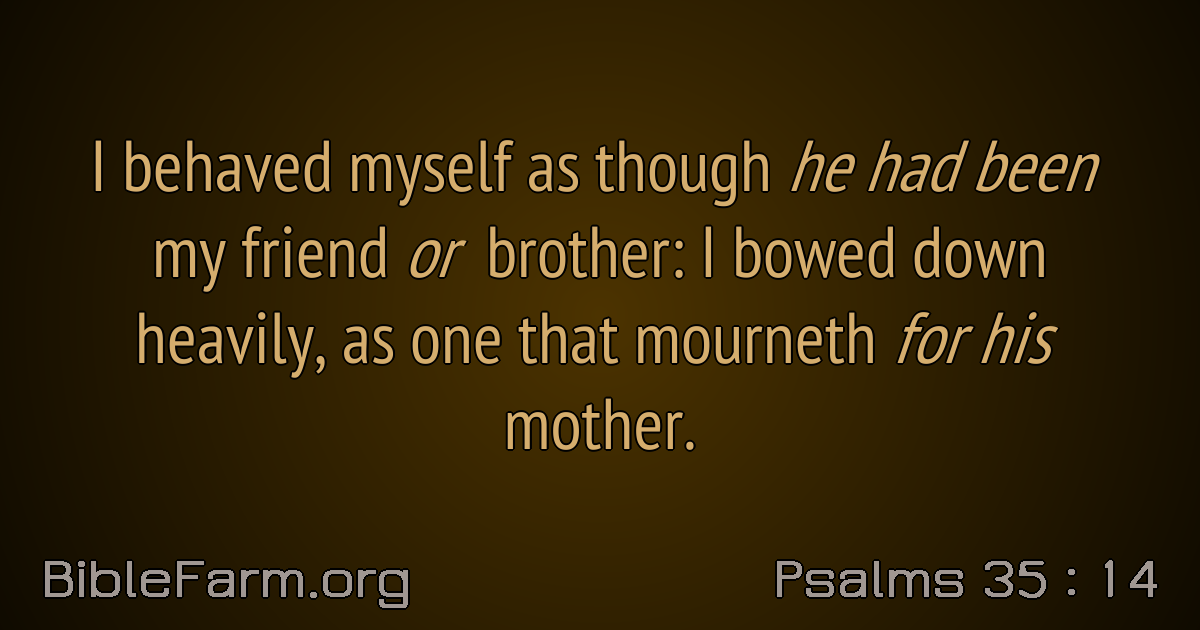 I behaved myself as though he had been
my friend or brother: I bowed down
heavily, as one that mourneth for his
mother.
BibleFarm.org
Psalms 35 : 14